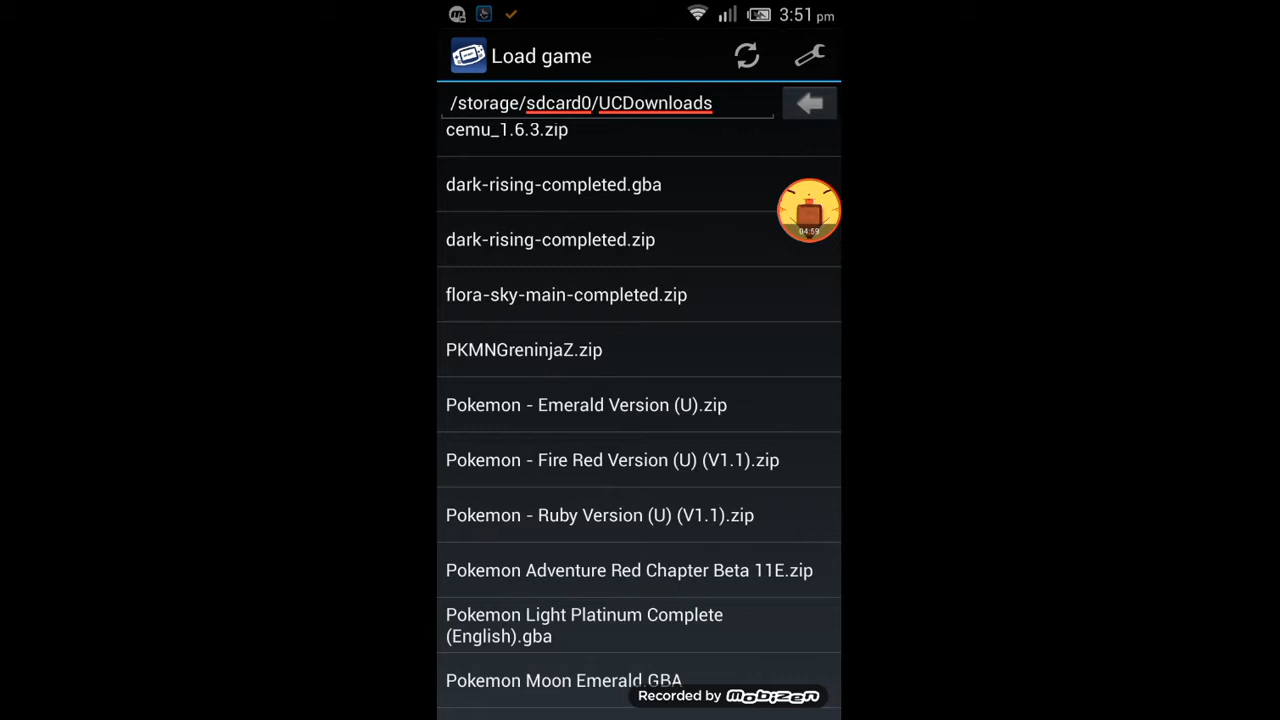 3:51 pm
Load game
/storage/sdcard0/UCDownloads
cemu_1.6.3.zip
dark-rising-completed.gba
04:59
dark-rising-completed.zip
flora-sky-main-completed.zip
PKMNGreninjaZ.zip
Pokemon - Emerald Version (U).zip
Pokemon - Fire Red Version (U) (V1.1).zip
Pokemon - Ruby Version (U) (V1.1).zip
Pokemon Adventure Red Chapter Beta 11E.zip
Pokemon Light Platinum Complete
(English).gba
Pokemon Moon Emerald.GBA
Recorded by mobizen